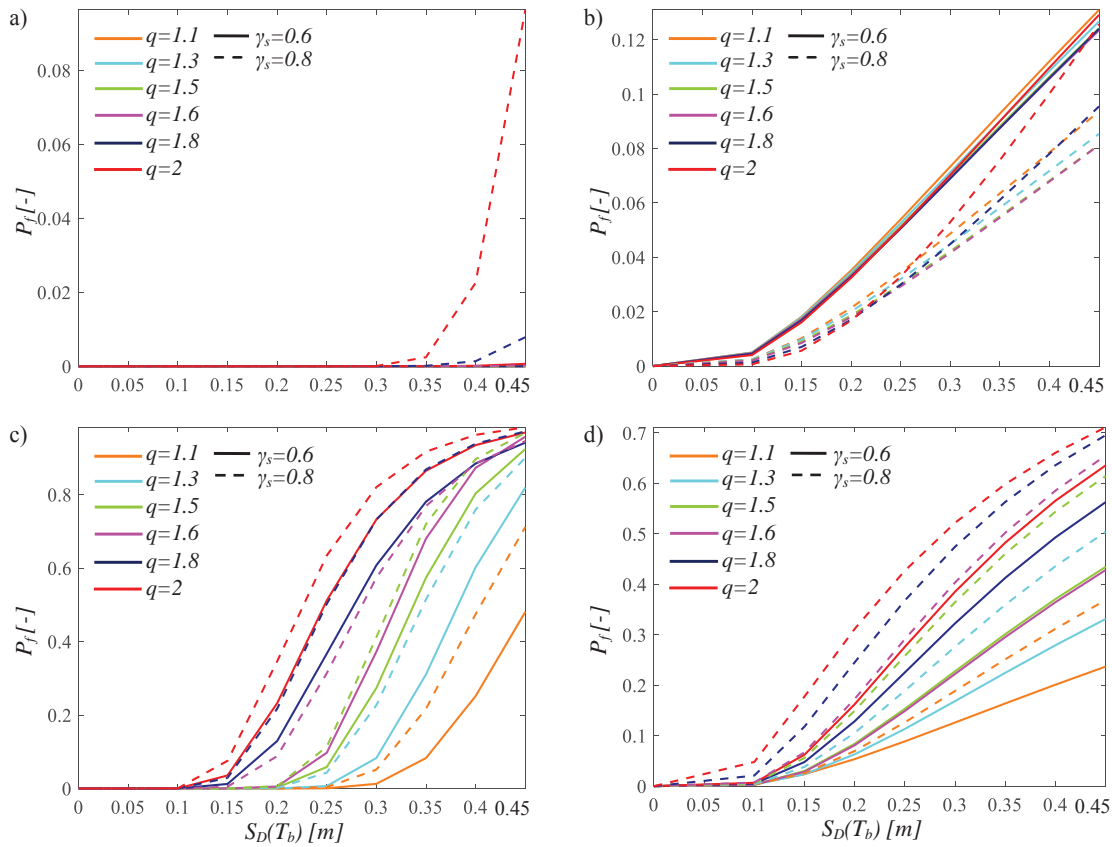 a)
q=1.1 γs=0.6
q=1.3 γs=0.8
q=1.5
q=1.6
q=1.8
q=2
Pf [-]
0.08
0.06
0.04
0.02
0
0 0.05 0.1 0.15 0.2 0.25 0.3 0.35 0.4 0.45
b)
q=1.1 γs=0.6
q=1.3 γs=0.8
q=1.5
q=1.6
q=1.8
q=2
Pf [-]
0.12
0.1
0.08
0.06
0.04
0.02
0
0 0.05 0.1 0.15 0.2 0.25 0.3 0.35 0.4 0.45
c)
q=1.1 γs=0.6
q=1.3 γs=0.8
q=1.5
q=1.6
q=1.8
q=2
Pf [-]
0.8
0.6
0.4
0.2
0
0 0.05 0.1 0.15 0.2 0.25 0.3 0.35 0.4 0.45
SD(Tb) [m]
d)
q=1.1 γs=0.6
q=1.3 γs=0.8
q=1.5
q=1.6
q=1.8
q=2
Pf [-]
0.7
0.6
0.5
0.4
0.3
0.2
0.1
0
0 0.05 0.1 0.15 0.2 0.25 0.3 0.35 0.4 0.45
SD(Tb) [m]